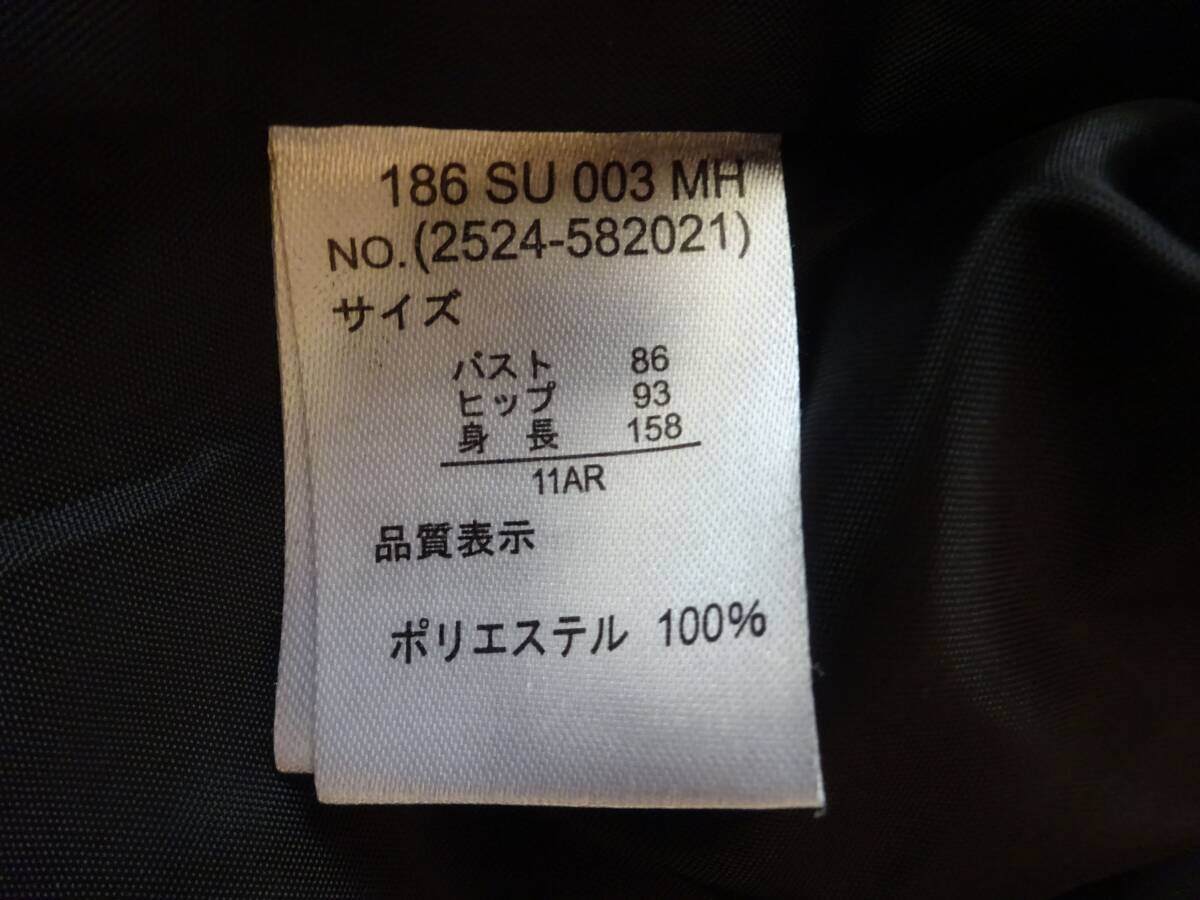 186 SU 003 MH
NO.(2524-582021)
サイズ
バスト 86
ヒップ 93
身 長 158
11AR
品質表示
ポリエステル 100%